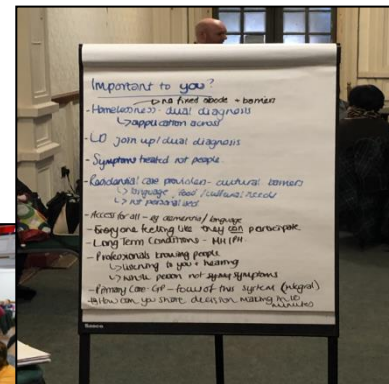 Important to you?
↳ no fixed abode + barriers
- Homelessness - dual diagnosis
↳ application across
- LD join up / dual diagnosis
- Symptoms treated not people
- Residential care providers - cultural barriers
↳ language, food / cultural needs
↳ not personalised
- Access for all - eg dementia / language
- Everyone feeling like they can participate
- Long Term Conditions - MH / PH.
- Professionals knowing people
↳ listening to you + hearing
↳ whole person not symptoms
- Primary Care - GP - focus of this system (integral)
How can you share decision making in 10
minutes